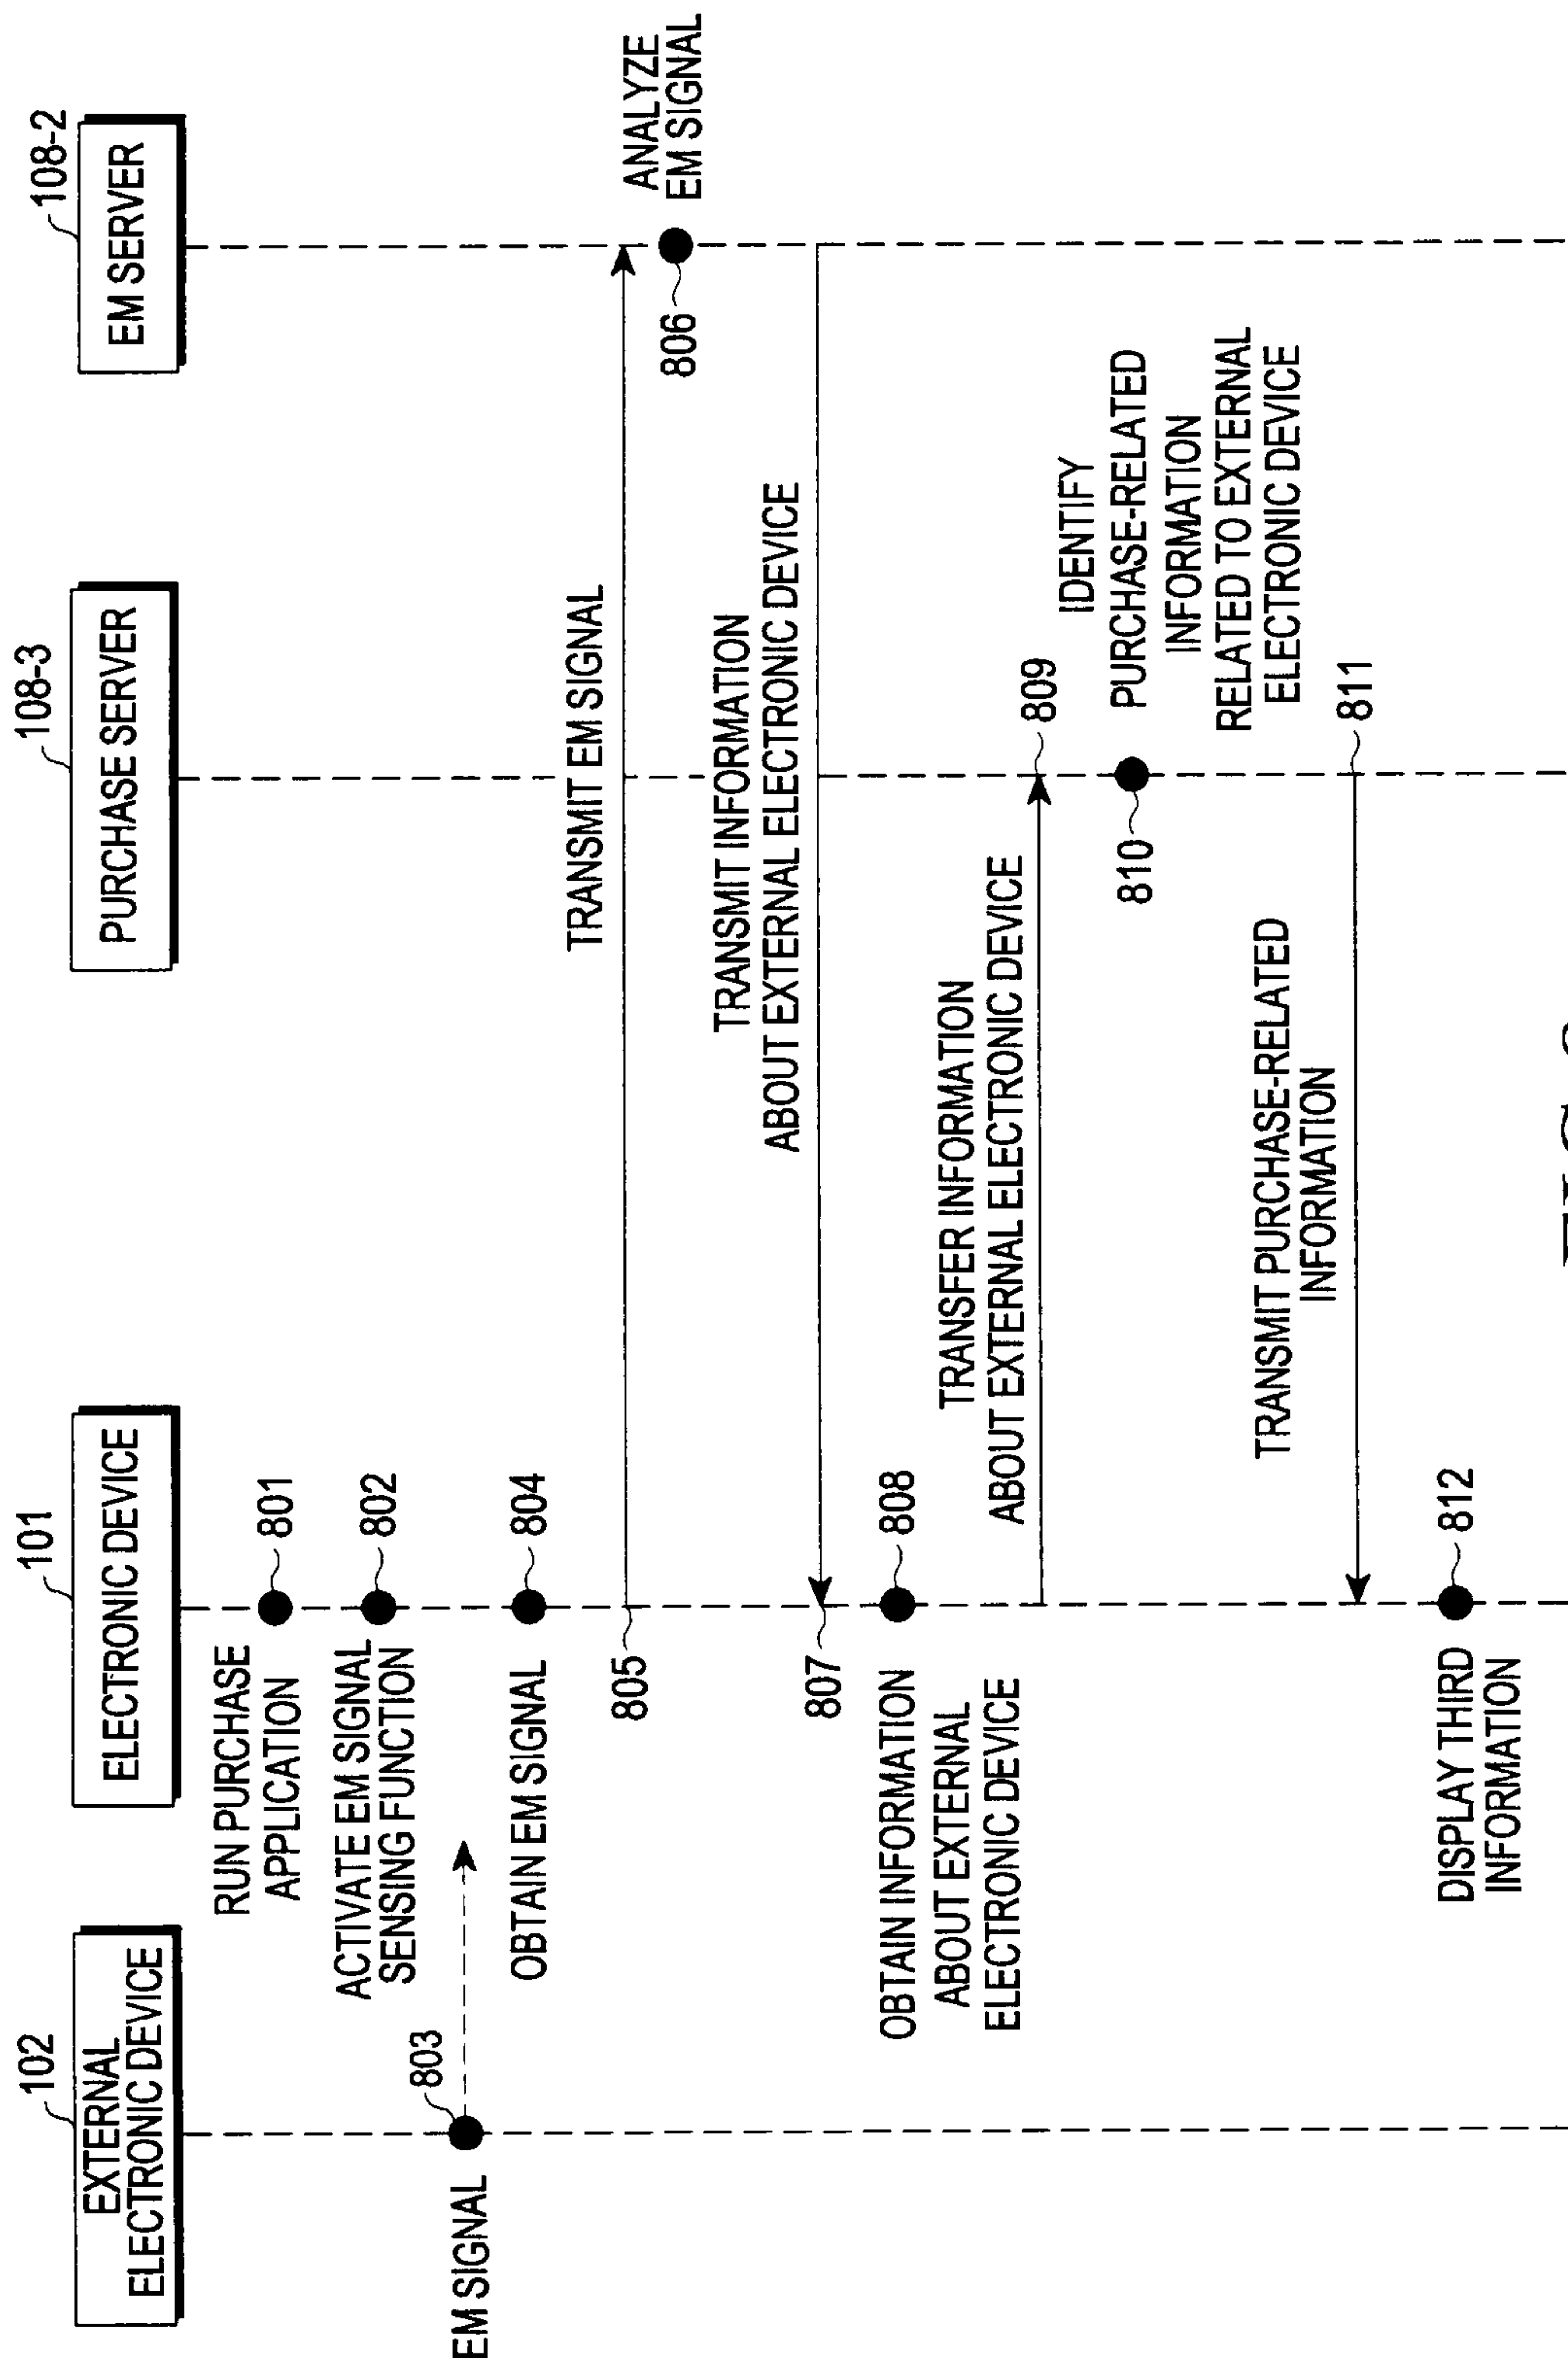 102
EXTERNAL
ELECTRONIC DEVICE
101
ELECTRONIC DEVICE
108-3
PURCHASE SERVER
108-2
EM SERVER
RUN PURCHASE
APPLICATION
801
ACTIVATE EM SIGNAL
SENSING FUNCTION
802
EM SIGNAL
803
OBTAIN EM SIGNAL
804
TRANSMIT EM SIGNAL
805
ANALYZE
EM SIGNAL
806
TRANSMIT INFORMATION
ABOUT EXTERNAL ELECTRONIC DEVICE
807
OBTAIN INFORMATION
ABOUT EXTERNAL
ELECTRONIC DEVICE
808
TRANSFER INFORMATION
ABOUT EXTERNAL ELECTRONIC DEVICE
809
IDENTIFY
PURCHASE-RELATED
INFORMATION
RELATED TO EXTERNAL
ELECTRONIC DEVICE
810
TRANSMIT PURCHASE-RELATED
INFORMATION
811
DISPLAY THIRD
INFORMATION
812